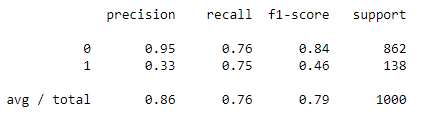 precision recall f1-score support
0 0.95 0.76 0.84 862
1 0.33 0.75 0.46 138
avg / total 0.86 0.76 0.79 1000